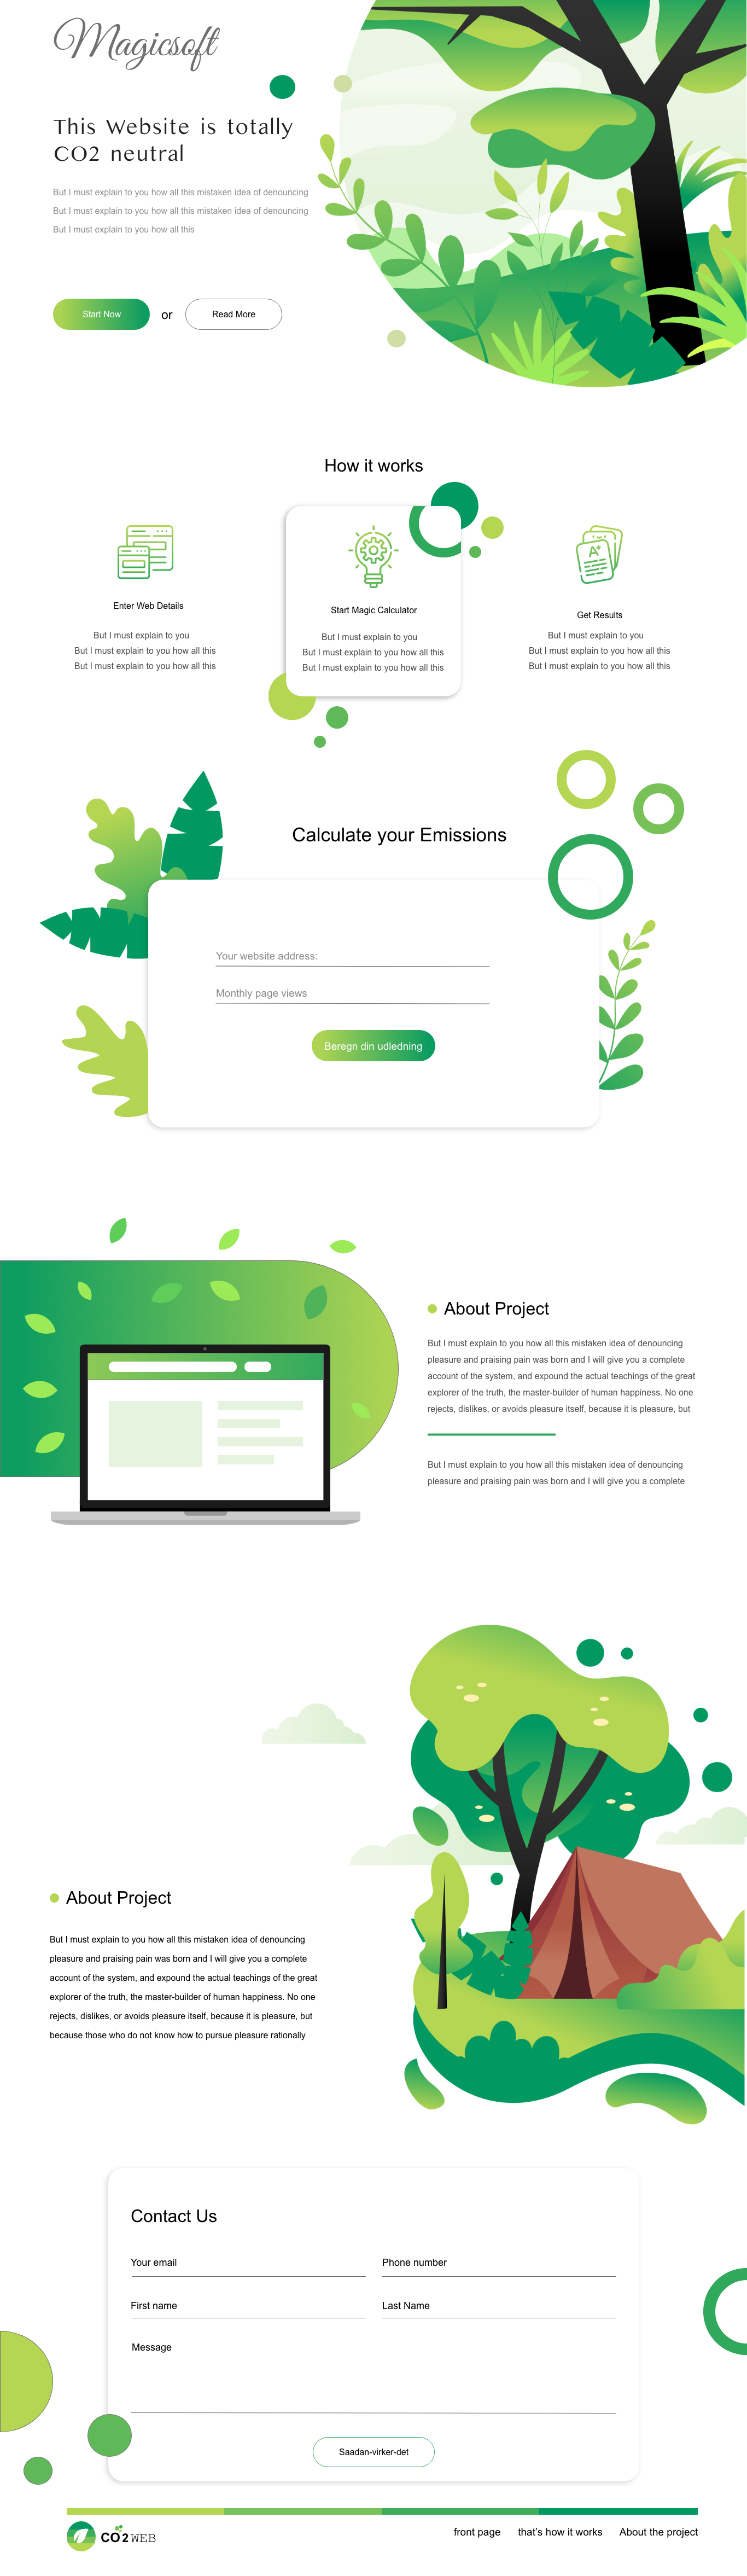 Magicsoft
This Website is totally
CO2 neutral
But I must explain to you how all this mistaken idea of denouncing
But I must explain to you how all this mistaken idea of denouncing
But I must explain to you how all this
Start Now
or
Read More
How it works
Enter Web Details
But I must explain to you
But I must explain to you how all this
But I must explain to you how all this
Start Magic Calculator
But I must explain to you
But I must explain to you how all this
But I must explain to you how all this
A+
Get Results
But I must explain to you
But I must explain to you how all this
But I must explain to you how all this
Calculate your Emissions
Your website address:
Monthly page views
Beregn din udledning
About Project
But I must explain to you how all this mistaken idea of denouncing
pleasure and praising pain was born and I will give you a complete
account of the system, and expound the actual teachings of the great
explorer of the truth, the master-builder of human happiness. No one
rejects, dislikes, or avoids pleasure itself, because it is pleasure, but
But I must explain to you how all this mistaken idea of denouncing
pleasure and praising pain was born and I will give you a complete
About Project
But I must explain to you how all this mistaken idea of denouncing
pleasure and praising pain was born and I will give you a complete
account of the system, and expound the actual teachings of the great
explorer of the truth, the master-builder of human happiness. No one
rejects, dislikes, or avoids pleasure itself, because it is pleasure, but
because those who do not know how to pursue pleasure rationally
Contact Us
Your email
Phone number
First name
Last Name
Message
Saadan-virker-det
CO2 WEB
front page
that's how it works
About the project